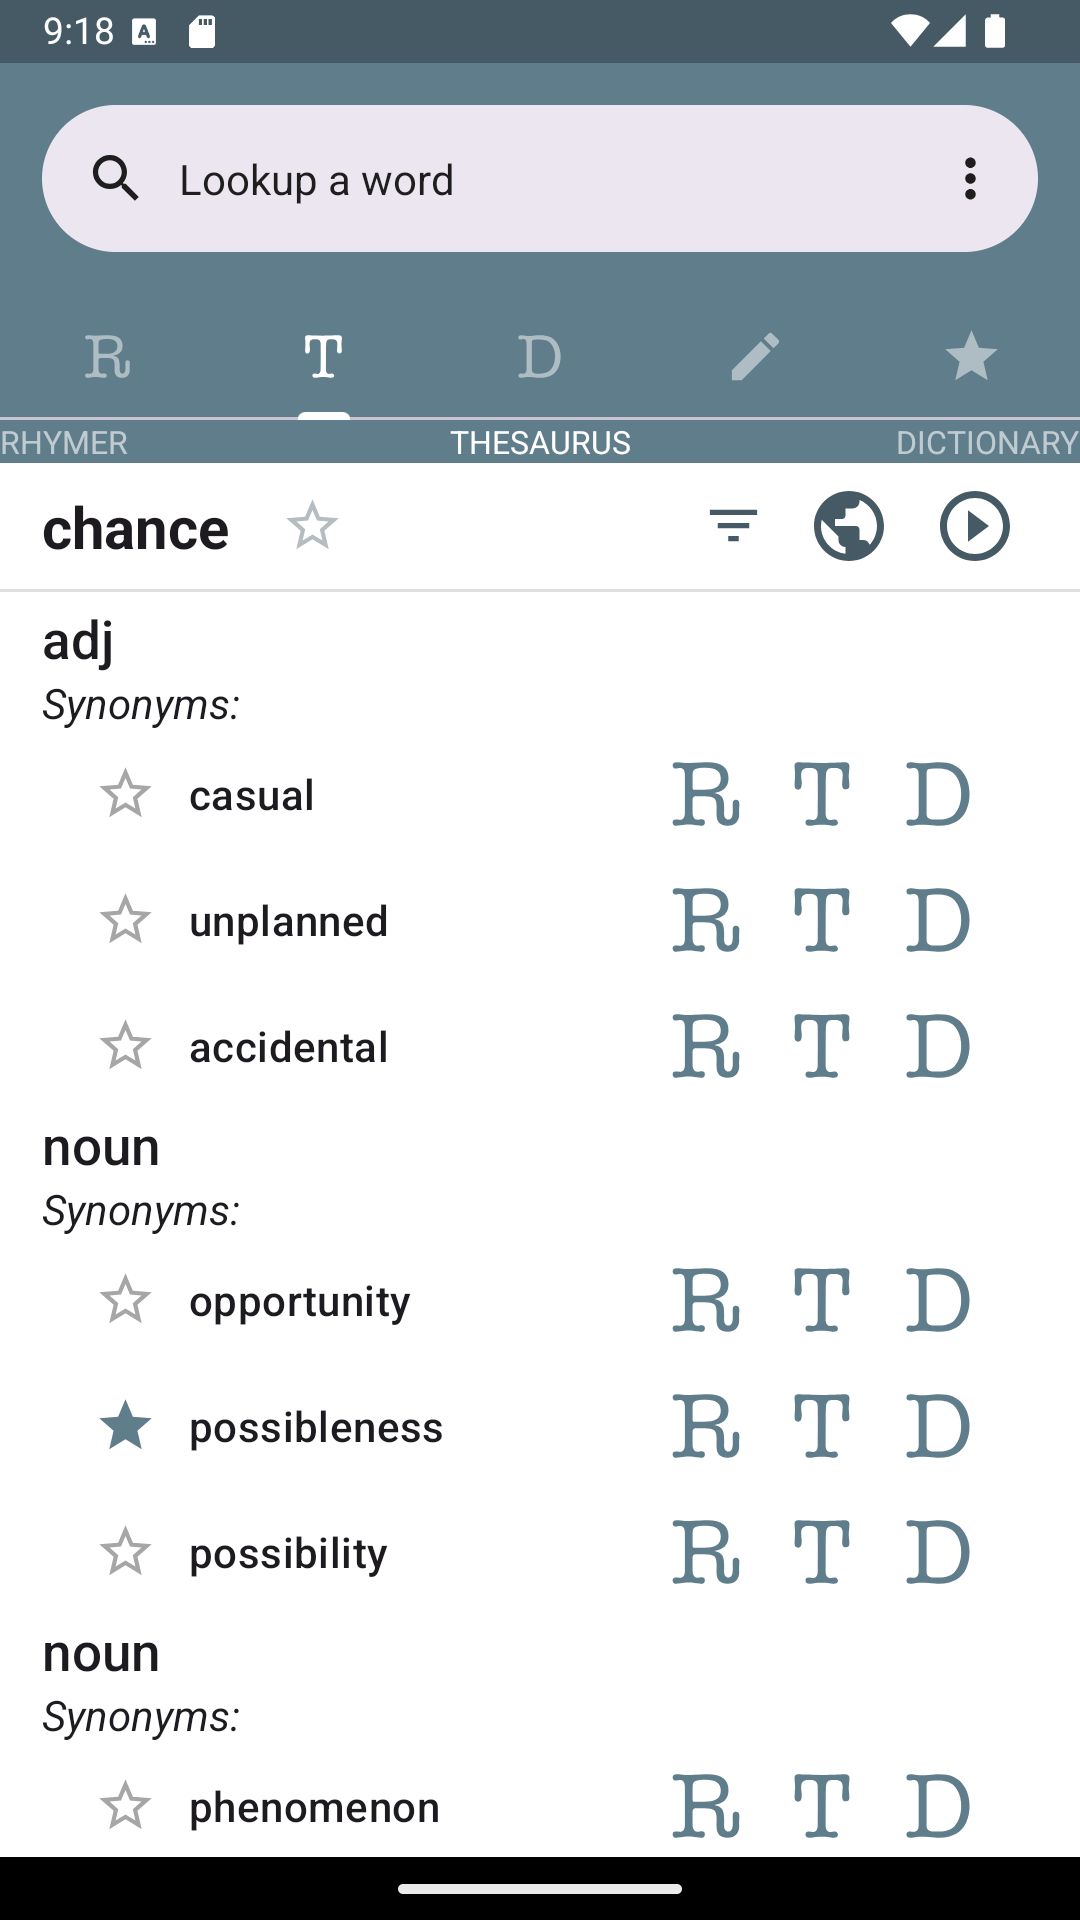 9:18
Lookup a word
R T D
RHYMER THESAURUS DICTIONARY
chance
adj
Synonyms:
casual R T D
unplanned R T D
accidental R T D
noun
Synonyms:
opportunity R T D
possibleness R T D
possibility R T D
noun
Synonyms:
phenomenon R T D